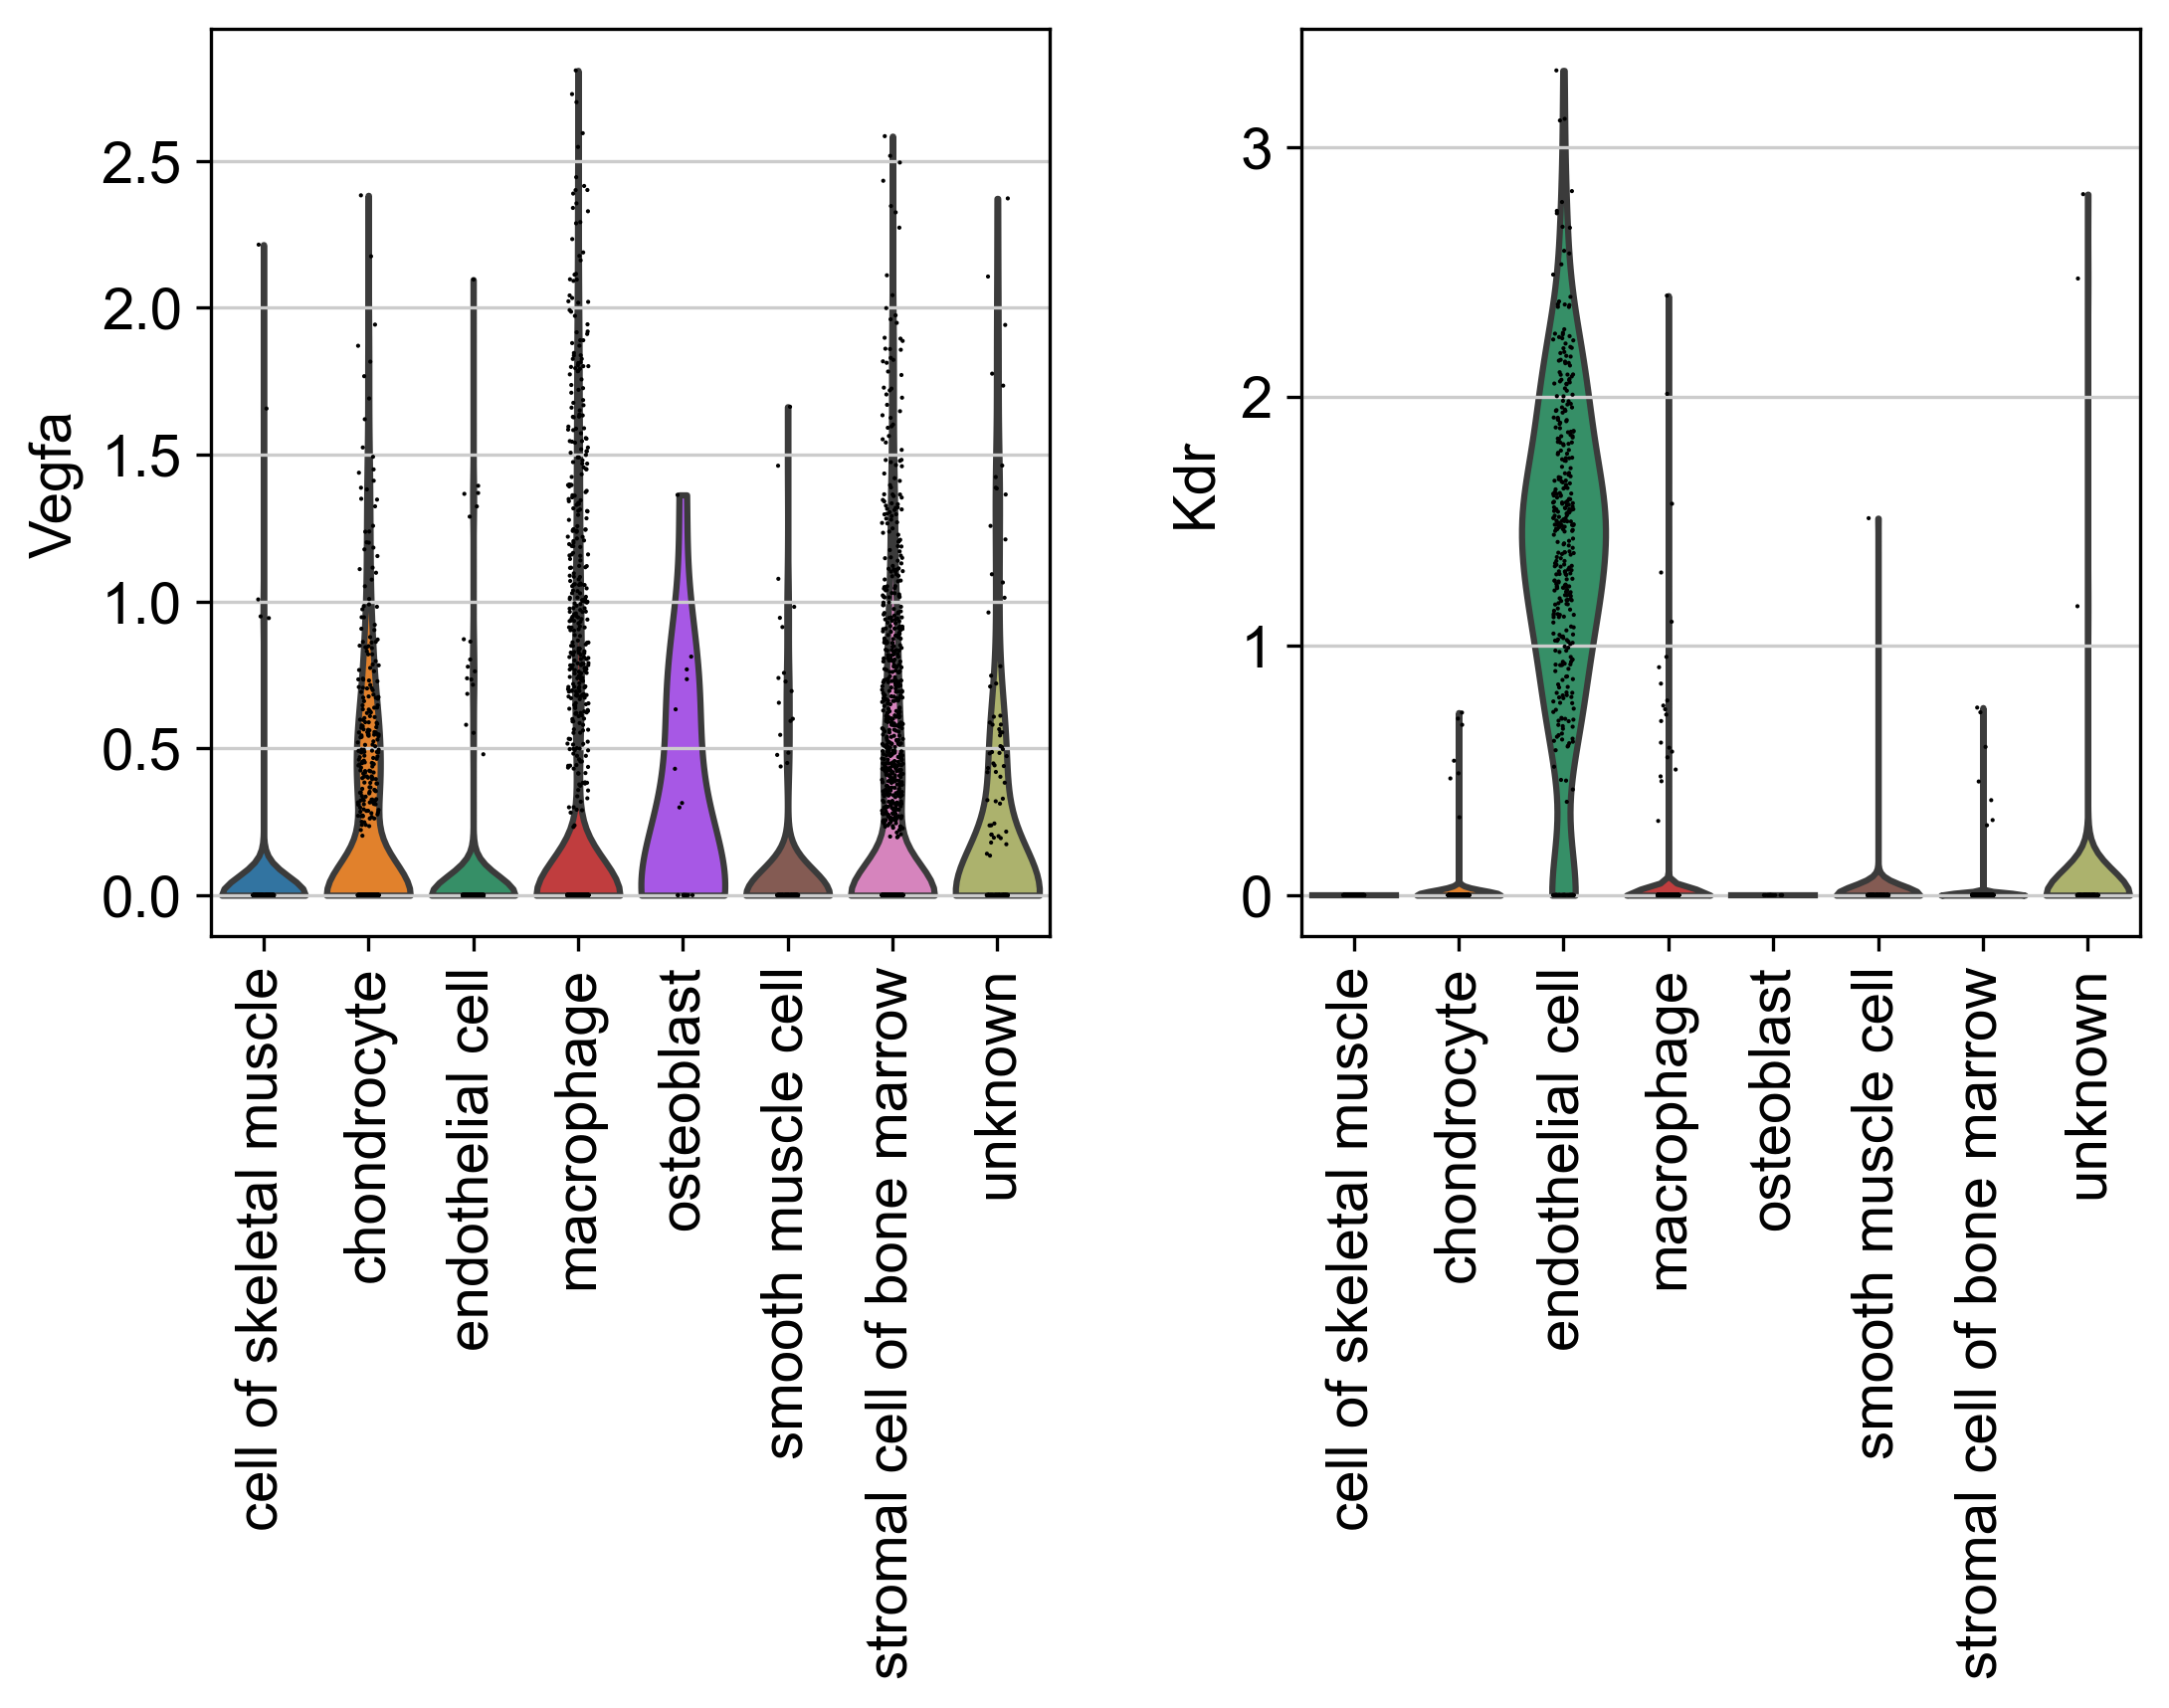 Vegfa
2.5
2.0
1.5
1.0
0.5
0.0
cell of skeletal muscle
chondrocyte
endothelial cell
macrophage
osteoblast
smooth muscle cell
stromal cell of bone marrow
unknown
Kdr
3
2
1
0
cell of skeletal muscle
chondrocyte
endothelial cell
macrophage
osteoblast
smooth muscle cell
stromal cell of bone marrow
unknown